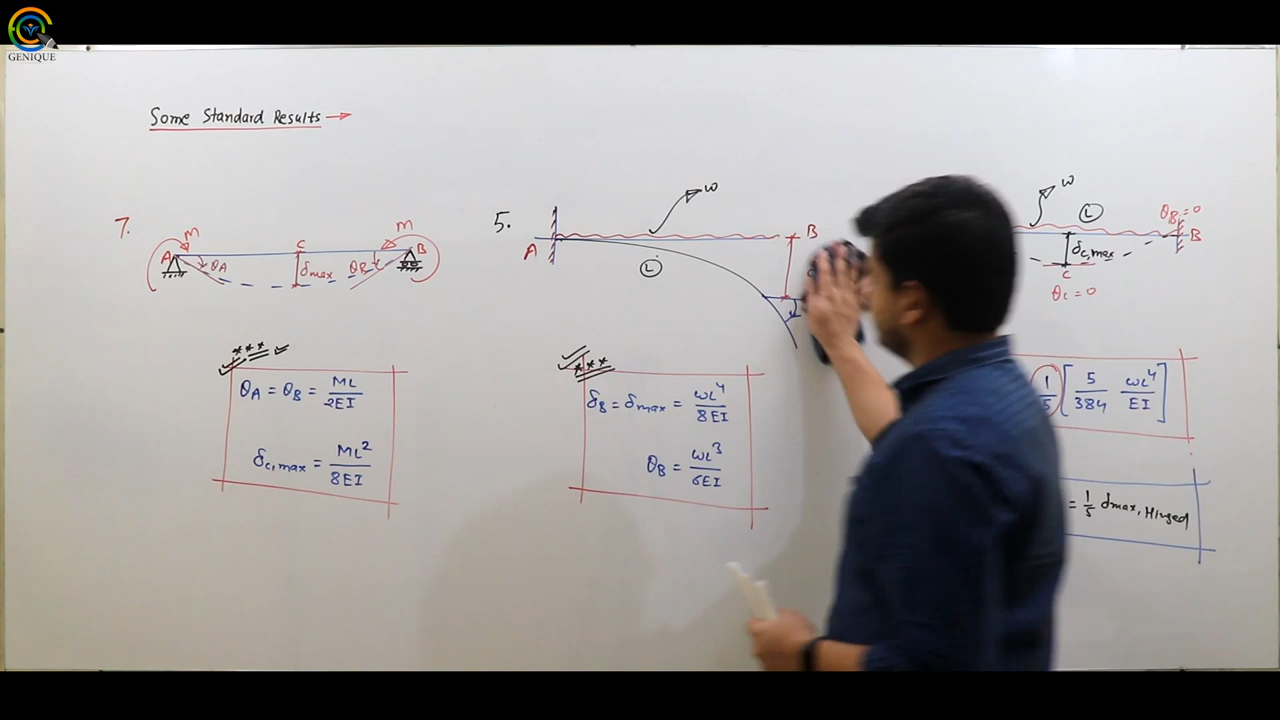 GENIQUE
Some Standard Results →
7.
M
M
A
C
B
θA
δmax
θB
*** ✓
θA = θB = ML/2EI
δc,max = ML²/8EI
5.
w
A
B
L
***
δB = δmax = wL⁴/8EI
θB = wL³/6EI
w
L
θB = 0
B
δc,max
C
θc = 0
1/5 [ 5/384 wL⁴/EI ]
= 1/5 δmax, Hinged